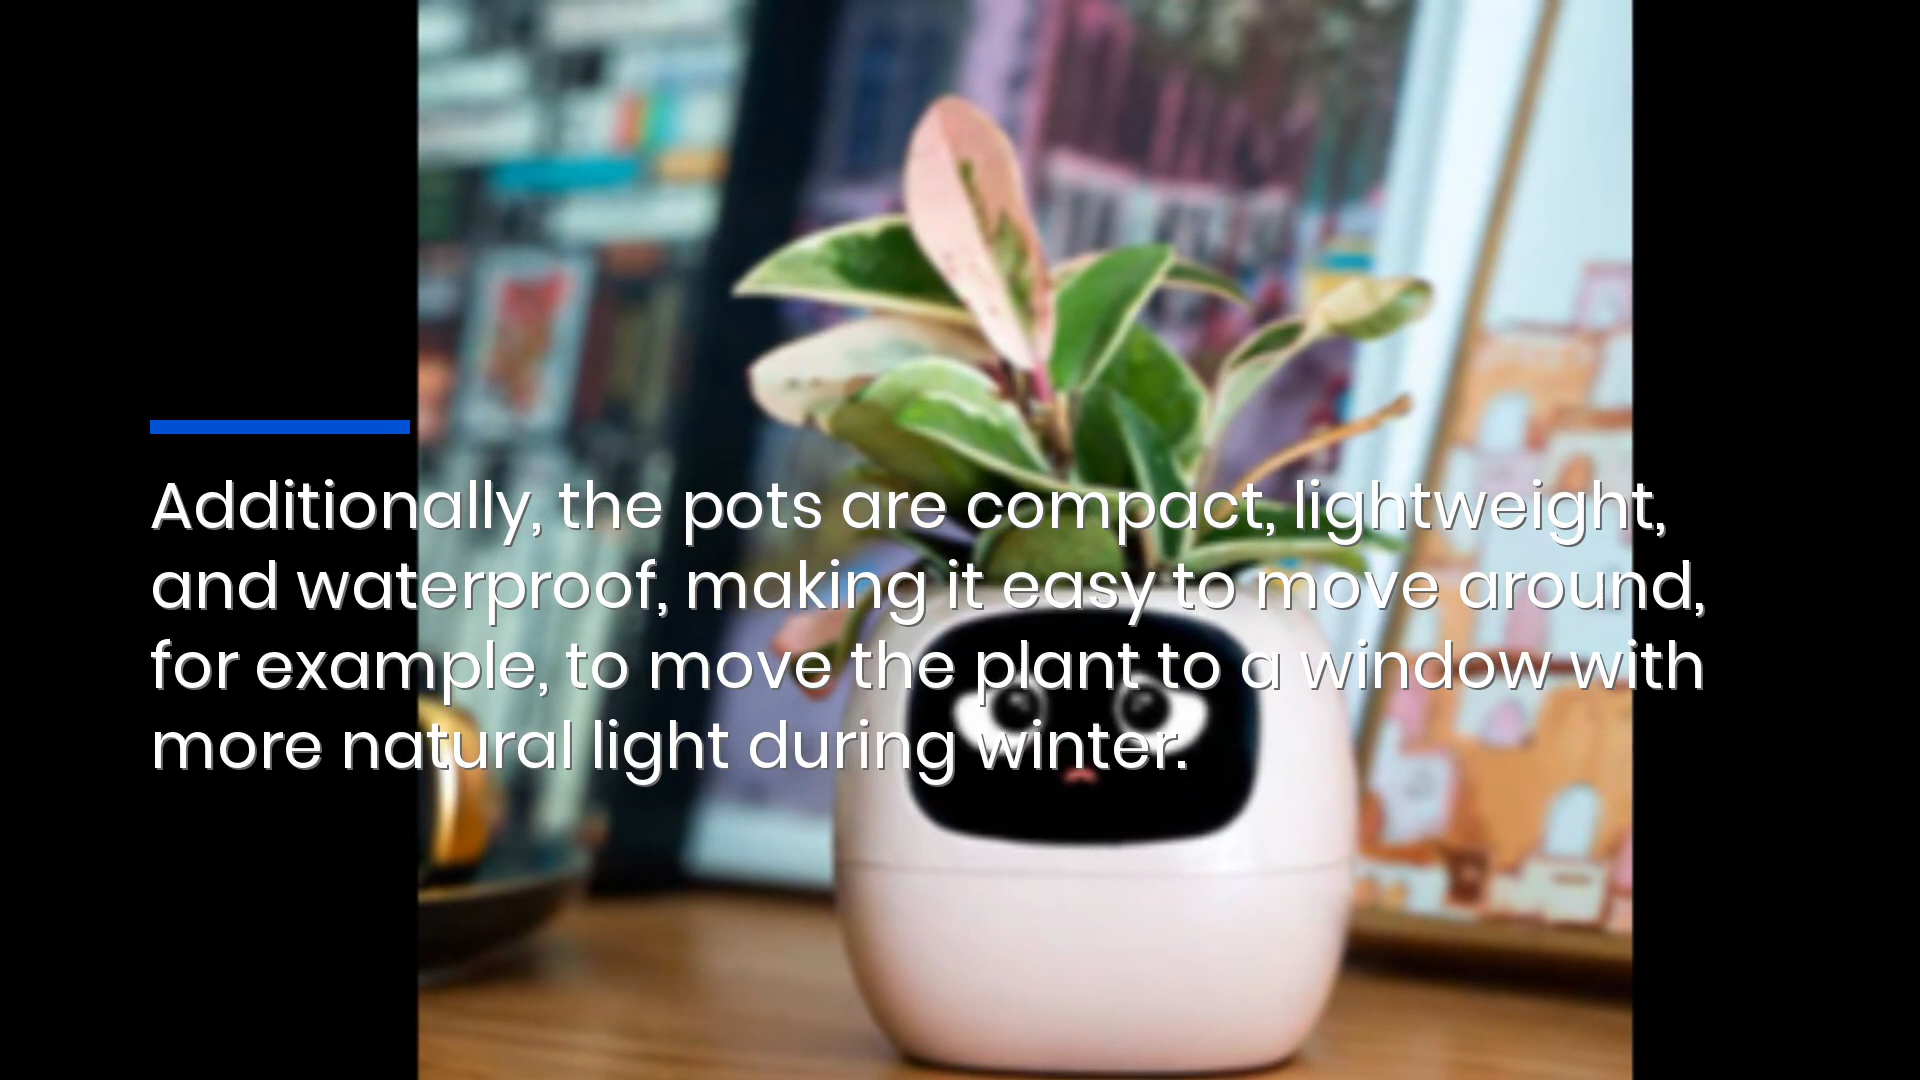 Additionally, the pots are compact, lightweight,
and waterproof, making it easy to move around,
for example, to move the plant to a window with
more natural light during winter.